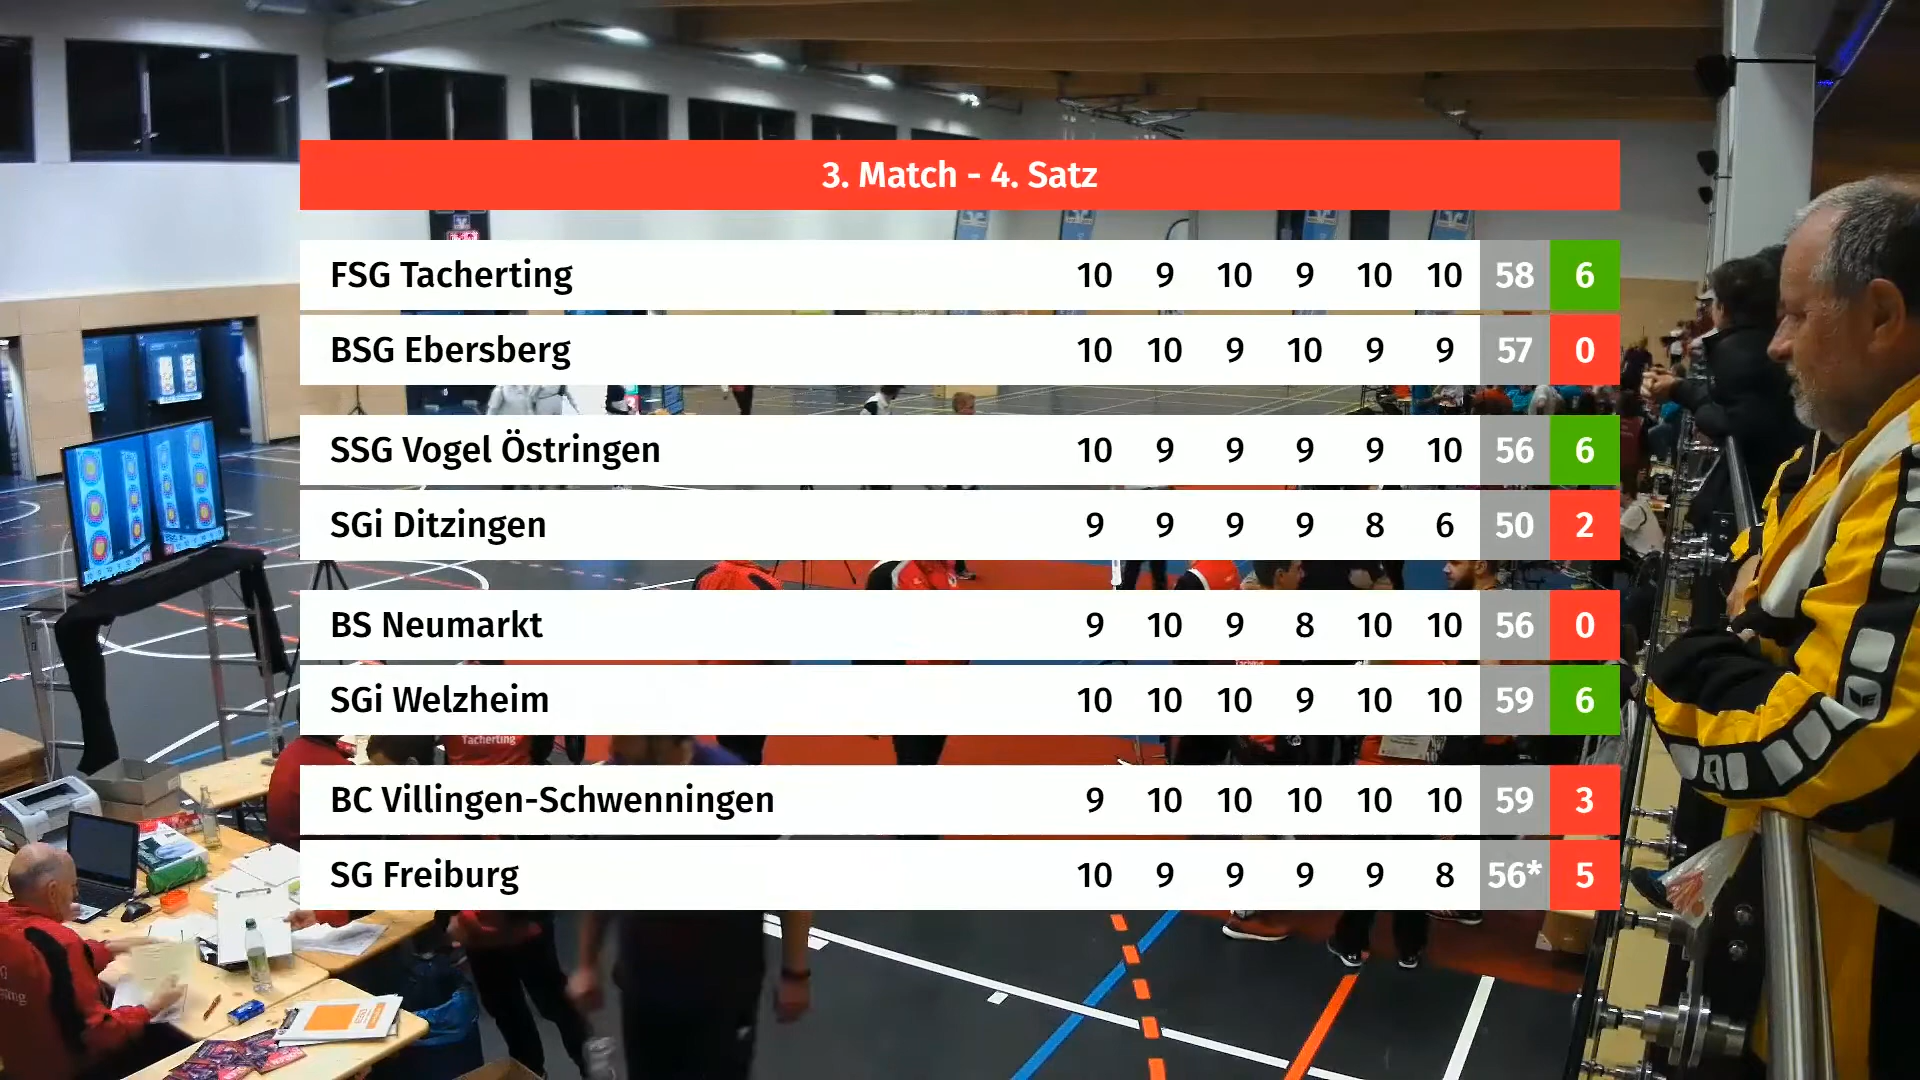 3. Match - 4. Satz
FSG Tacherting 10 9 10 9 10 10 58 6
BSG Ebersberg 10 10 9 10 9 9 57 0
SSG Vogel Östringen 10 9 9 9 9 10 56 6
SGi Ditzingen 9 9 9 9 8 6 50 2
BS Neumarkt 9 10 9 8 10 10 56 0
SGi Welzheim 10 10 10 9 10 10 59 6
Tacherting
BC Villingen-Schwenningen 9 10 10 10 10 10 59 3
SG Freiburg 10 9 9 9 9 8 56* 5